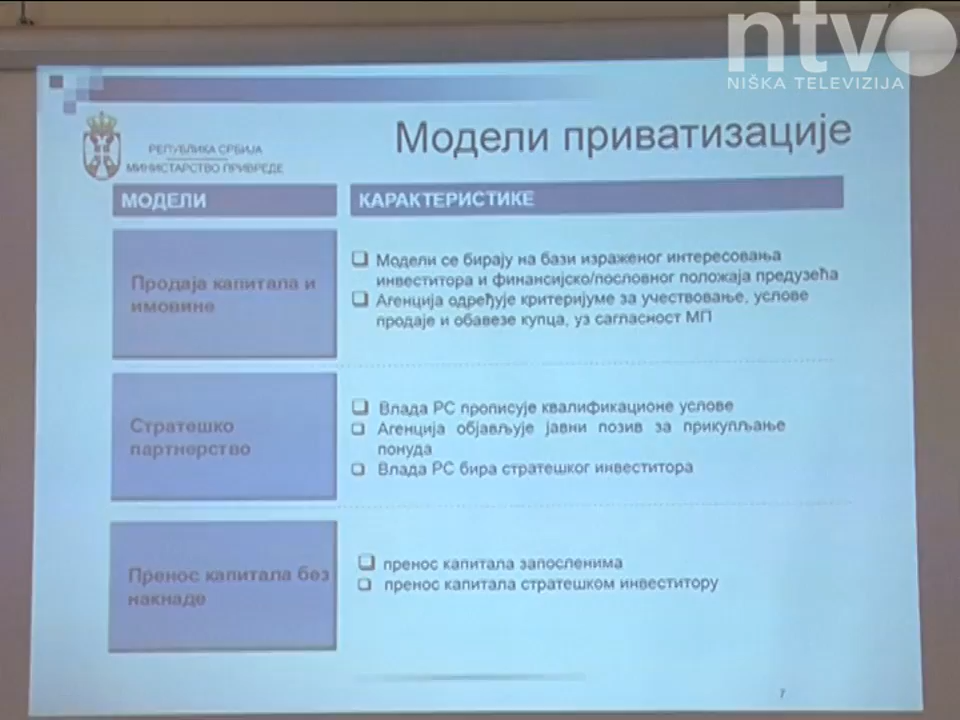 ntv
NIŠKA TELEVIZIJA
Модели приватизације
РЕПУБЛИКА СРБИЈА
МИНИСТАРСТВО ПРИВРЕДЕ
МОДЕЛИ
КАРАКТЕРИСТИКЕ
Продаја капитала и
имовине
Модели се бирају на бази израженог интересовања
инвеститора и финансијско/пословног положаја предузећа
Агенција одређује критеријуме за учествовање, услове
продаје и обавезе купца, уз сагласност МП
Стратешко
партнерство
Влада РС прописује квалификационе услове
Агенција објављује јавни позив за прикупљање
понуда
Влада РС бира стратешког инвеститора
Пренос капитала без
накнаде
пренос капитала запосленима
пренос капитала стратешком инвеститору
7